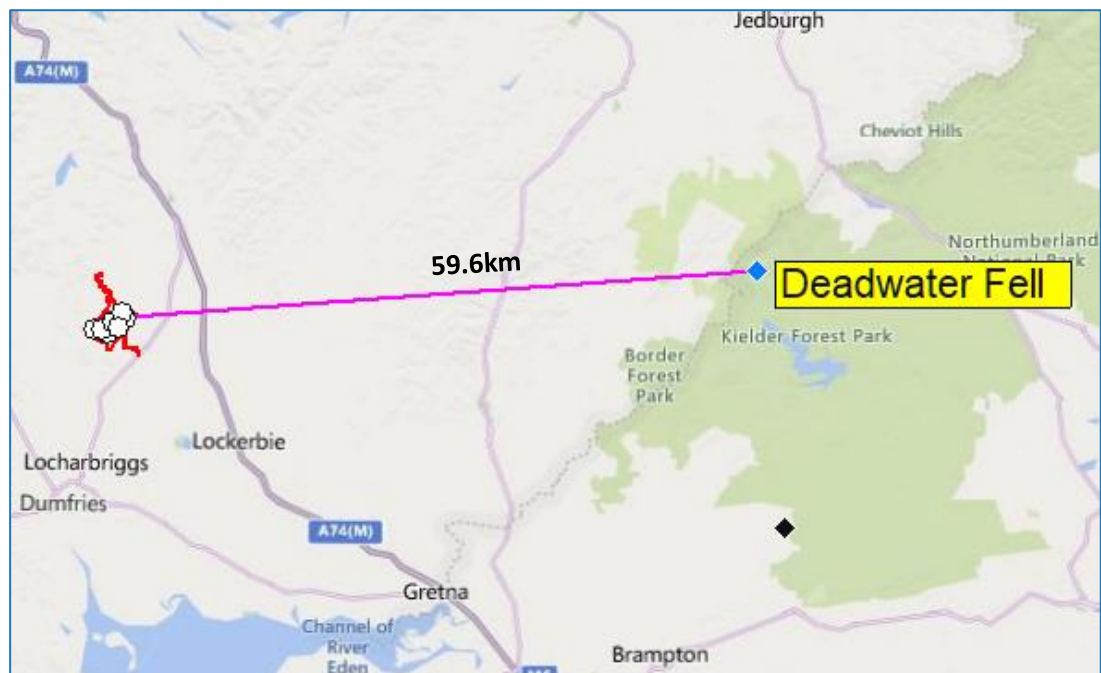 Jedburgh
A74(M)
Cheviot Hills
Northumberland
National Park
59.6km
Deadwater Fell
Kielder Forest Park
Border
Forest
Park
Lockerbie
Locharbriggs
Dumfries
A74(M)
Gretna
Channel of
River
Eden
Brampton